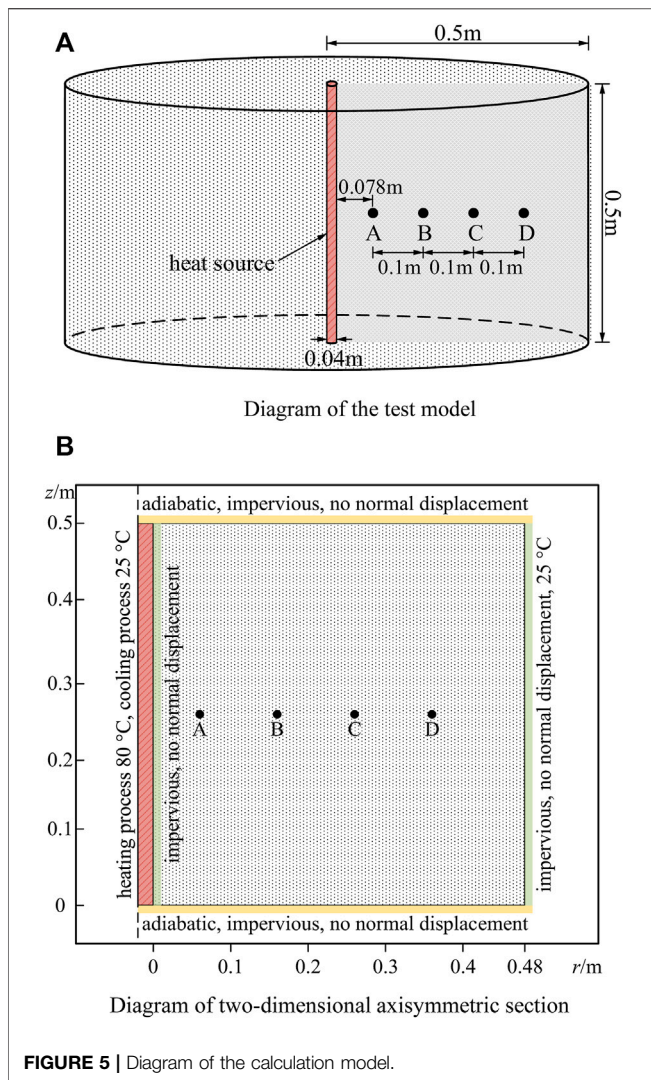 A
0.5m
0.078m
A B C D
0.1m 0.1m 0.1m
heat source
0.5m
0.04m
Diagram of the test model
B
z/m
adiabatic, impervious, no normal displacement
0.5
0.4
0.3
0.2
0.1
0
heating process 80 °C, cooling process 25 °C
impervious, no normal displacement
A B C D
impervious, no normal displacement, 25 °C
adiabatic, impervious, no normal displacement
0 0.1 0.2 0.3 0.4 0.48 r/m
Diagram of two-dimensional axisymmetric section
FIGURE 5 | Diagram of the calculation model.